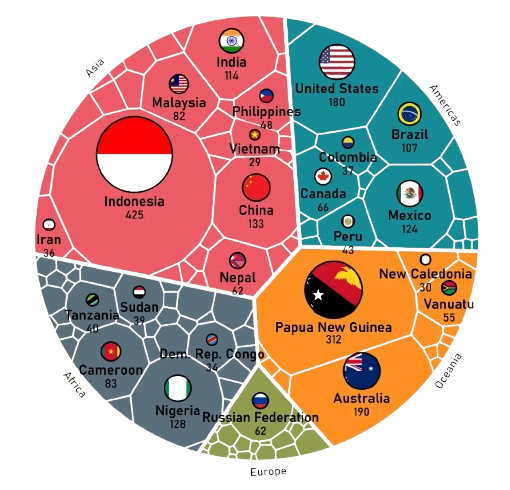 Asia
India
114
Malaysia
82
Philippines
48
Vietnam
29
Indonesia
425
China
133
Iran
36
Nepal
62
Americas
United States
180
Brazil
107
Colombia
37
Canada
66
Mexico
124
Peru
43
Oceania
New Caledonia
30
Vanuatu
55
Papua New Guinea
312
Australia
190
Africa
Tanzania
40
Sudan
39
Dem. Rep. Congo
34
Cameroon
83
Nigeria
128
Europe
Russian Federation
62